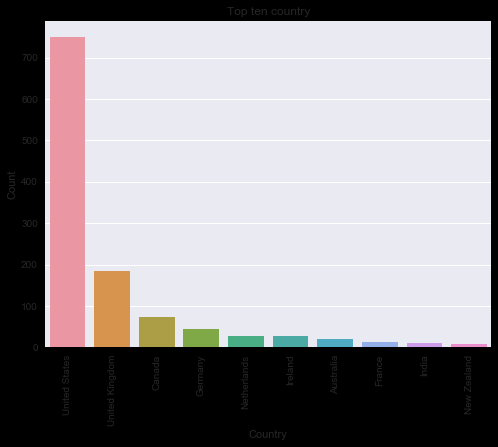 Top ten country
700
600
500
400
300
200
100
0
Count
United States
United Kingdom
Canada
Germany
Netherlands
Ireland
Australia
France
India
New Zealand
Country